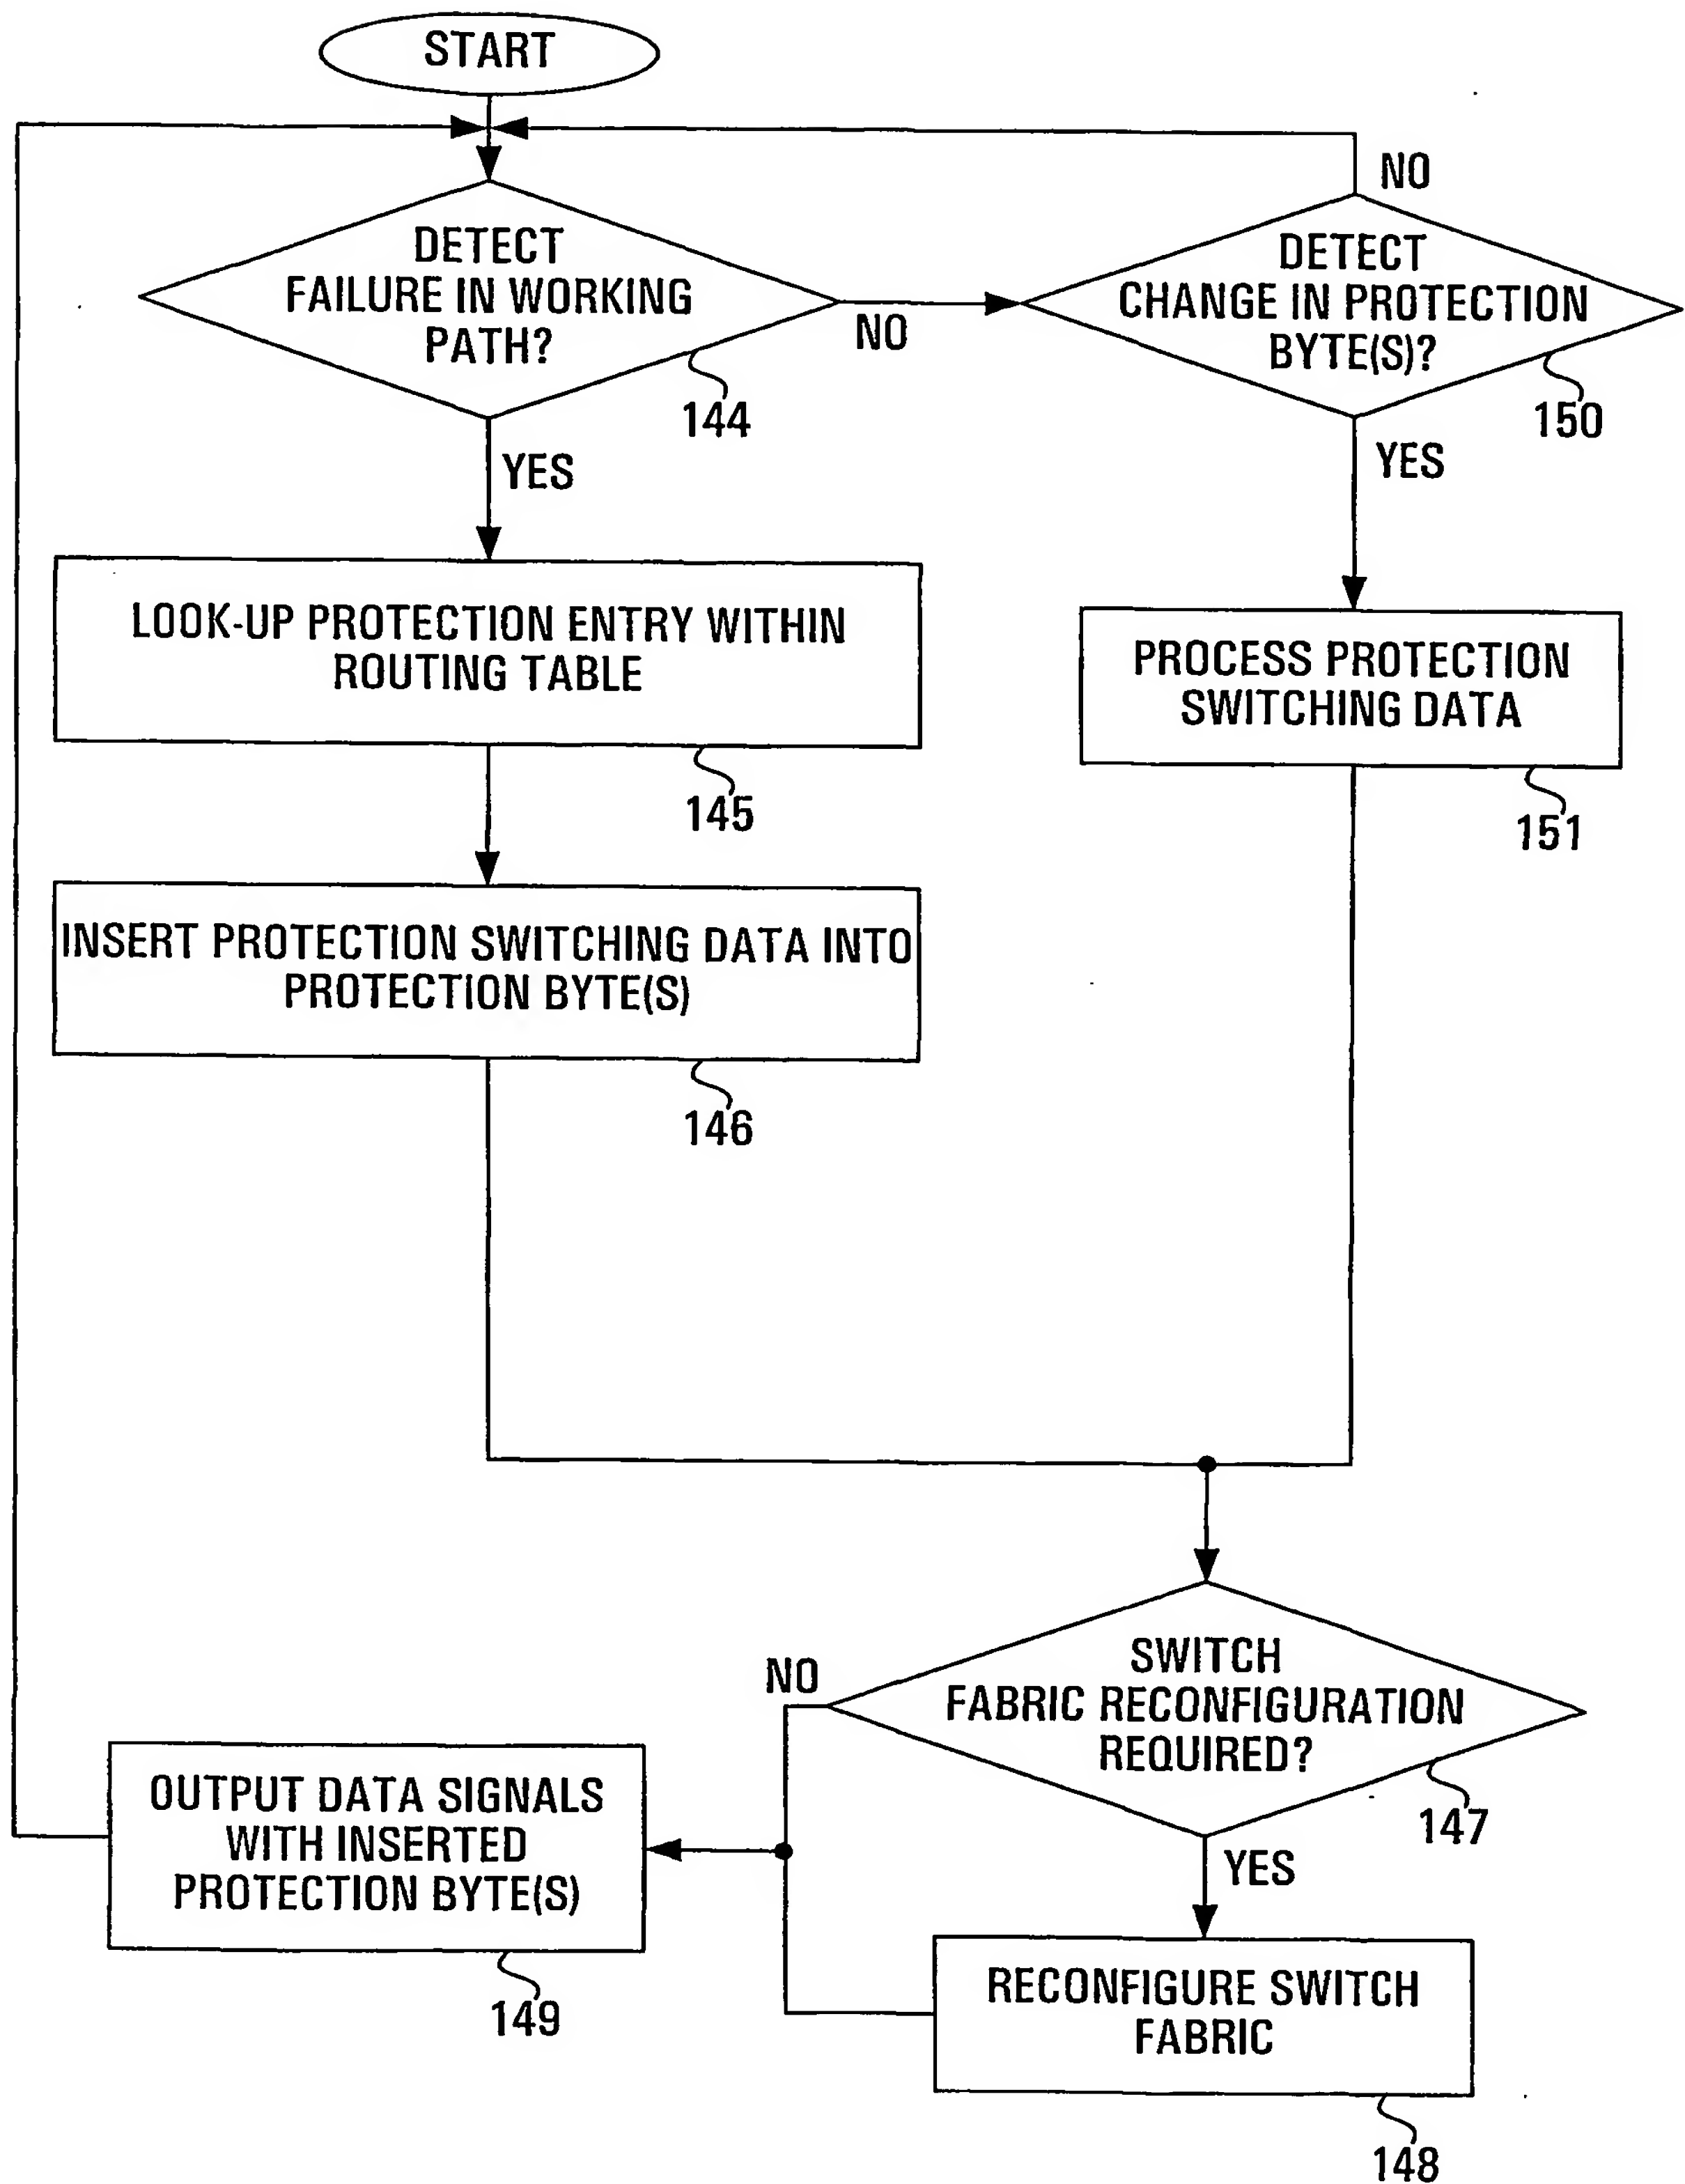 START
NO
DETECT
FAILURE IN WORKING
PATH?
NO
144
DETECT
CHANGE IN PROTECTION
BYTE(S)?
150
YES
YES
LOOK-UP PROTECTION ENTRY WITHIN
ROUTING TABLE
145
PROCESS PROTECTION
SWITCHING DATA
151
INSERT PROTECTION SWITCHING DATA INTO
PROTECTION BYTE(S)
146
SWITCH
FABRIC RECONFIGURATION
REQUIRED?
NO
147
YES
OUTPUT DATA SIGNALS
WITH INSERTED
PROTECTION BYTE(S)
149
RECONFIGURE SWITCH
FABRIC
148